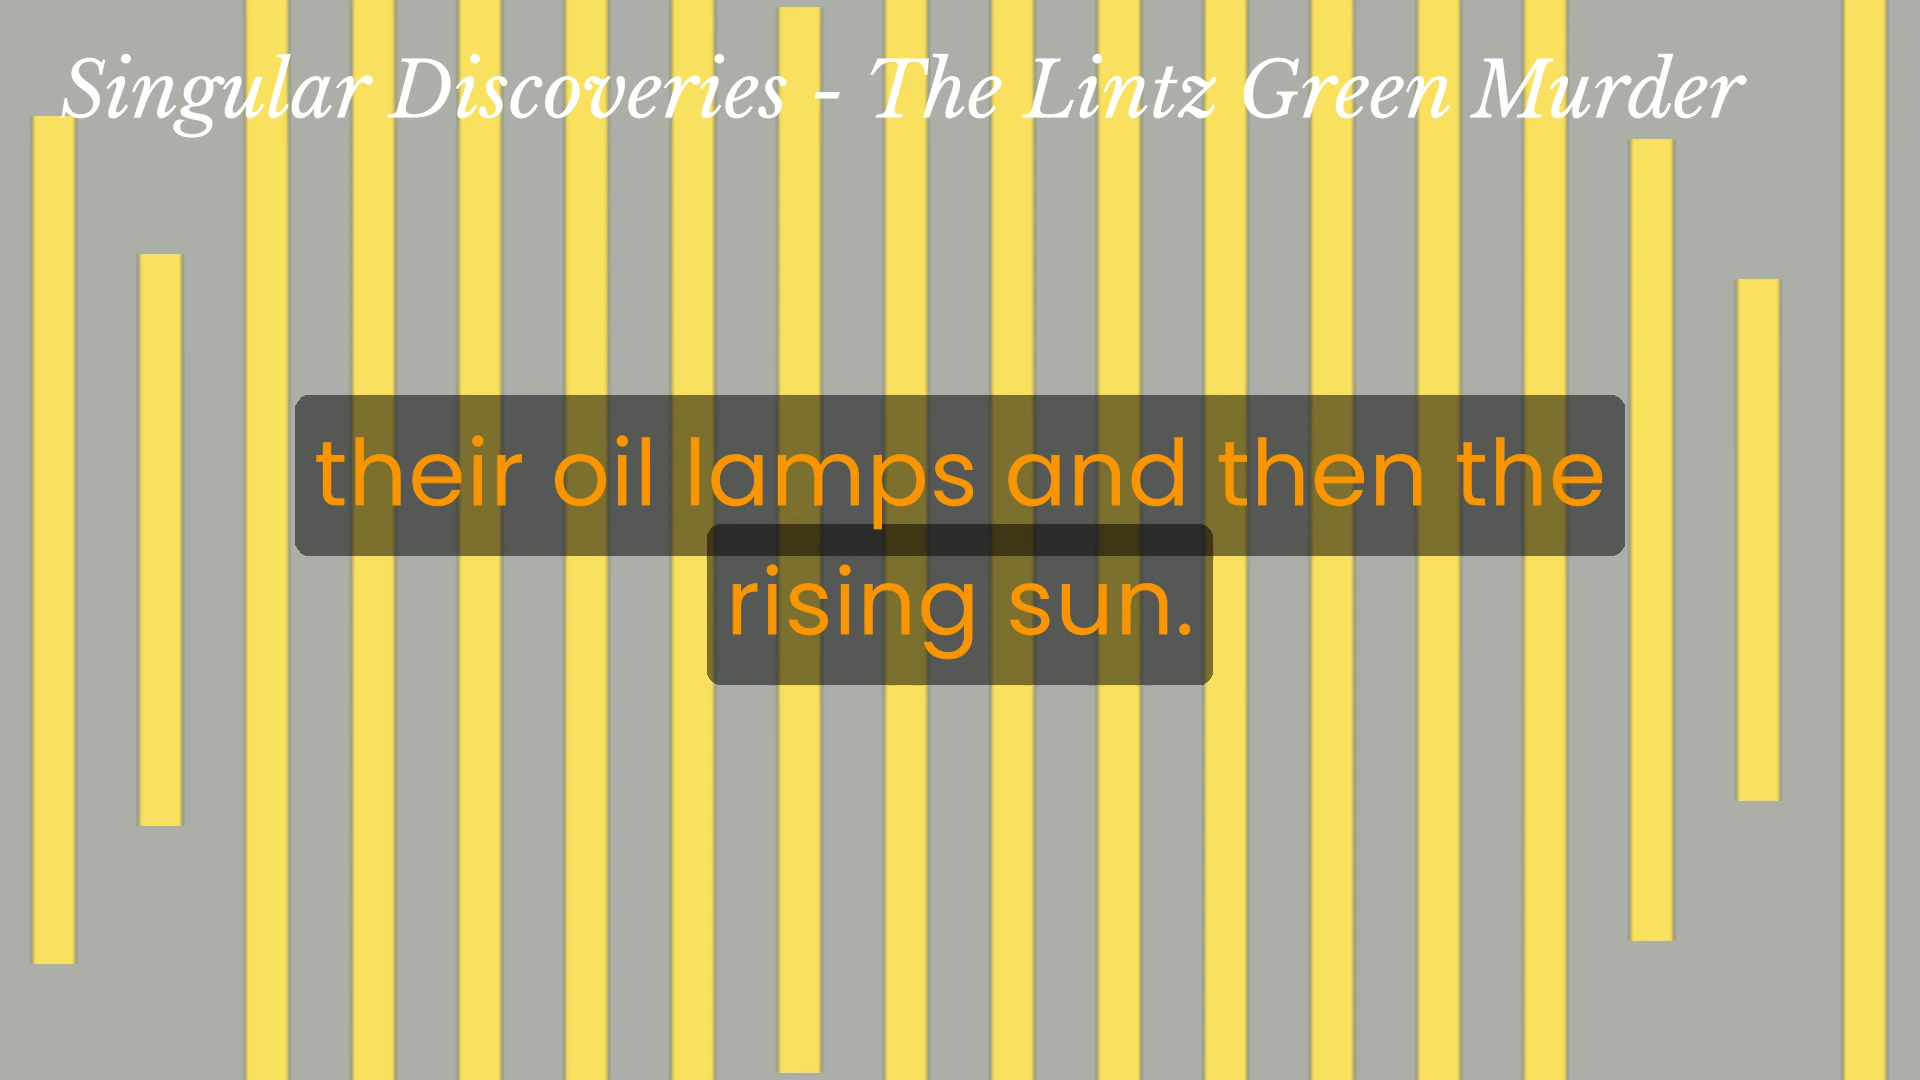 Singular Discoveries - The Lintz Green Murder
their oil lamps and then the
rising sun.